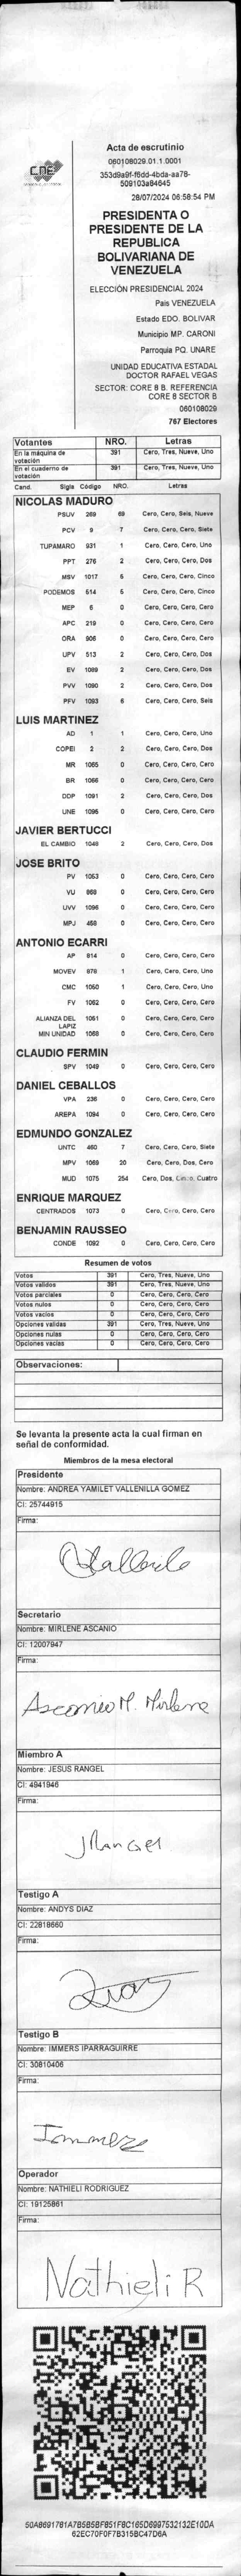 CNE
Acta de escrutinio
060108029.01.1.0001
353d9a9f-f6dd-4bda-aa78-
509103a84645
28/07/2024 06:58:54 PM
PRESIDENTA O
PRESIDENTE DE LA
REPUBLICA
BOLIVARIANA DE
VENEZUELA
ELECCIÓN PRESIDENCIAL 2024
Pais VENEZUELA
Estado EDO. BOLIVAR
Municipio MP. CARONI
Parroquia PQ. UNARE
UNIDAD EDUCATIVA ESTADAL
DOCTOR RAFAEL VEGAS
SECTOR: CORE 8 B. REFERENCIA
CORE 8 SECTOR B
060108029
767 Electores
Votantes NRO. Letras
En la máquina de votación 391 Cero, Tres, Nueve, Uno
En el cuaderno de votación 391 Cero, Tres, Nueve, Uno
Cand. Sigla Código NRO. Letras
NICOLAS MADURO
PSUV 269 69 Cero, Cero, Seis, Nueve
PCV 9 7 Cero, Cero, Cero, Siete
TUPAMARO 931 1 Cero, Cero, Cero, Uno
PPT 276 2 Cero, Cero, Cero, Dos
MSV 1017 5 Cero, Cero, Cero, Cinco
PODEMOS 514 5 Cero, Cero, Cero, Cinco
MEP 6 0 Cero, Cero, Cero, Cero
APC 219 0 Cero, Cero, Cero, Cero
ORA 906 0 Cero, Cero, Cero, Cero
UPV 513 2 Cero, Cero, Cero, Dos
EV 1089 2 Cero, Cero, Cero, Dos
PVV 1090 2 Cero, Cero, Cero, Dos
PFV 1093 6 Cero, Cero, Cero, Seis
LUIS MARTINEZ
AD 1 1 Cero, Cero, Cero, Uno
COPEI 2 2 Cero, Cero, Cero, Dos
MR 1065 0 Cero, Cero, Cero, Cero
BR 1066 0 Cero, Cero, Cero, Cero
DDP 1091 2 Cero, Cero, Cero, Dos
UNE 1095 0 Cero, Cero, Cero, Cero
JAVIER BERTUCCI
EL CAMBIO 1048 2 Cero, Cero, Cero, Dos
JOSE BRITO
PV 1053 0 Cero, Cero, Cero, Cero
VU 869 0 Cero, Cero, Cero, Cero
UVV 1096 0 Cero, Cero, Cero, Cero
MPJ 458 0 Cero, Cero, Cero, Cero
ANTONIO ECARRI
AP 814 0 Cero, Cero, Cero, Cero
MOVEV 978 1 Cero, Cero, Cero, Uno
CMC 1050 1 Cero, Cero, Cero, Uno
FV 1062 0 Cero, Cero, Cero, Cero
ALIANZA DEL LAPIZ 1061 0 Cero, Cero, Cero, Cero
MIN UNIDAD 1068 0 Cero, Cero, Cero, Cero
CLAUDIO FERMIN
SPV 1049 0 Cero, Cero, Cero, Cero
DANIEL CEBALLOS
VPA 236 0 Cero, Cero, Cero, Cero
AREPA 1094 0 Cero, Cero, Cero, Cero
EDMUNDO GONZALEZ
UNTC 460 7 Cero, Cero, Cero, Siete
MPV 1069 20 Cero, Cero, Dos, Cero
MUD 1075 254 Cero, Dos, Cinco, Cuatro
ENRIQUE MARQUEZ
CENTRADOS 1073 0 Cero, Cero, Cero, Cero
BENJAMIN RAUSSEO
CONDE 1092 0 Cero, Cero, Cero, Cero
Resumen de votos
Votos 391 Cero, Tres, Nueve, Uno
Votos validos 391 Cero, Tres, Nueve, Uno
Votos parciales 0 Cero, Cero, Cero, Cero
Votos nulos 0 Cero, Cero, Cero, Cero
Votos vacios 0 Cero, Cero, Cero, Cero
Opciones validas 391 Cero, Tres, Nueve, Uno
Opciones nulas 0 Cero, Cero, Cero, Cero
Opciones vacias 0 Cero, Cero, Cero, Cero
Observaciones:
Se levanta la presente acta la cual firman en
señal de conformidad.
Miembros de la mesa electoral
Presidente
Nombre: ANDREA YAMILET VALLENILLA GOMEZ
CI: 25744915
Firma:
Secretario
Nombre: MIRLENE ASCANIO
CI: 12007947
Firma:
Ascanio M. Mirlene
Miembro A
Nombre: JESUS RANGEL
CI: 4941946
Firma:
JRangel
Testigo A
Nombre: ANDYS DIAZ
CI: 22818660
Firma:
Testigo B
Nombre: IMMERS IPARRAGUIRRE
CI: 30810406
Firma:
Immers
Operador
Nombre: NATHIELI RODRIGUEZ
CI: 19125861
Firma:
Nathieli R
50A8691781A7B5B5BF851F8C165D6997532132E10DA
62EC70F0F7B315BC47D6A